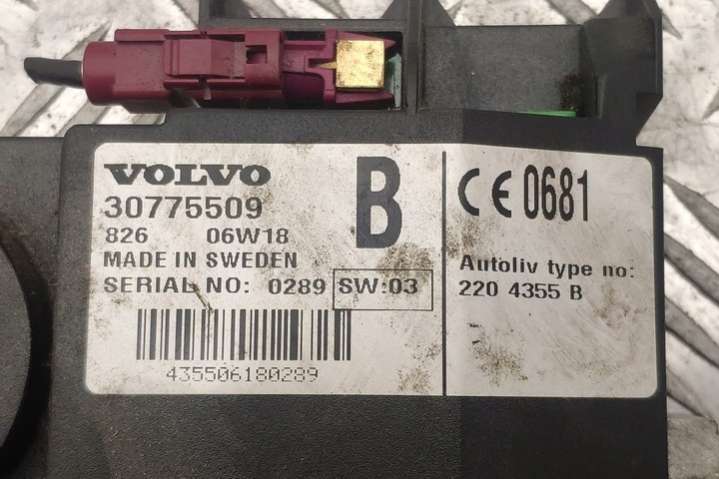 VOLVO
30775509
826 06W18
MADE IN SWEDEN
SERIAL NO: 0289 SW:03
435506180289
B
CE 0681
Autoliv type no:
220 4355 B